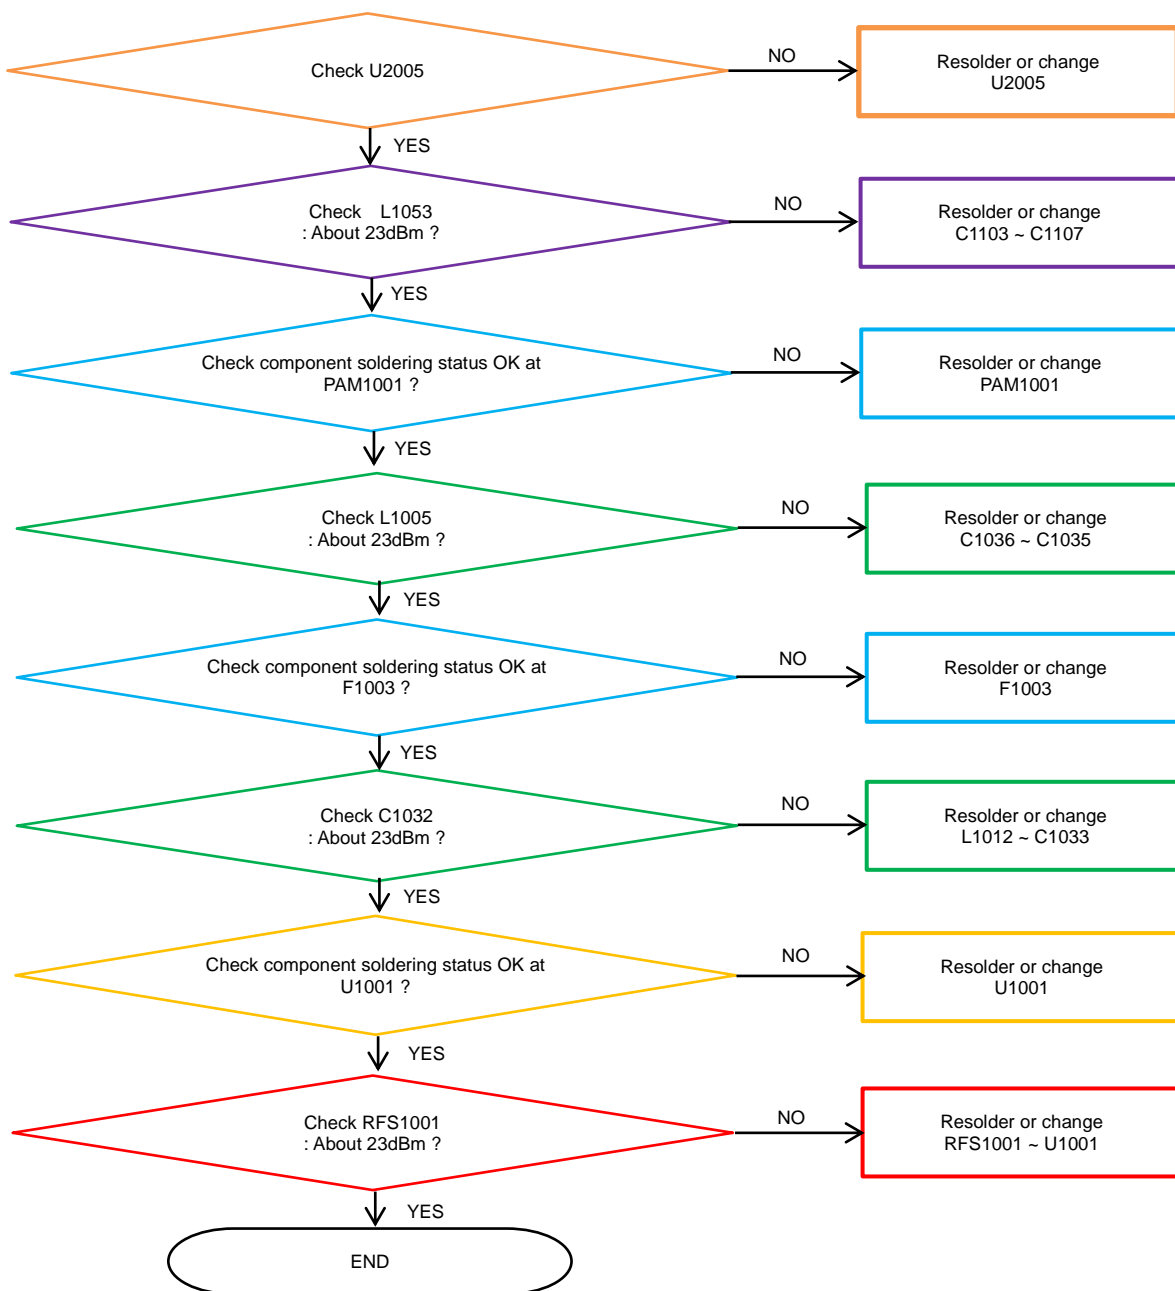 Check U2005
NO
Resolder or change
U2005
YES
Check L1053
: About 23dBm ?
NO
Resolder or change
C1103 ~ C1107
YES
Check component soldering status OK at
PAM1001 ?
NO
Resolder or change
PAM1001
YES
Check L1005
: About 23dBm ?
NO
Resolder or change
C1036 ~ C1035
YES
Check component soldering status OK at
F1003 ?
NO
Resolder or change
F1003
YES
Check C1032
: About 23dBm ?
NO
Resolder or change
L1012 ~ C1033
YES
Check component soldering status OK at
U1001 ?
NO
Resolder or change
U1001
YES
Check RFS1001
: About 23dBm ?
NO
Resolder or change
RFS1001 ~ U1001
YES
END